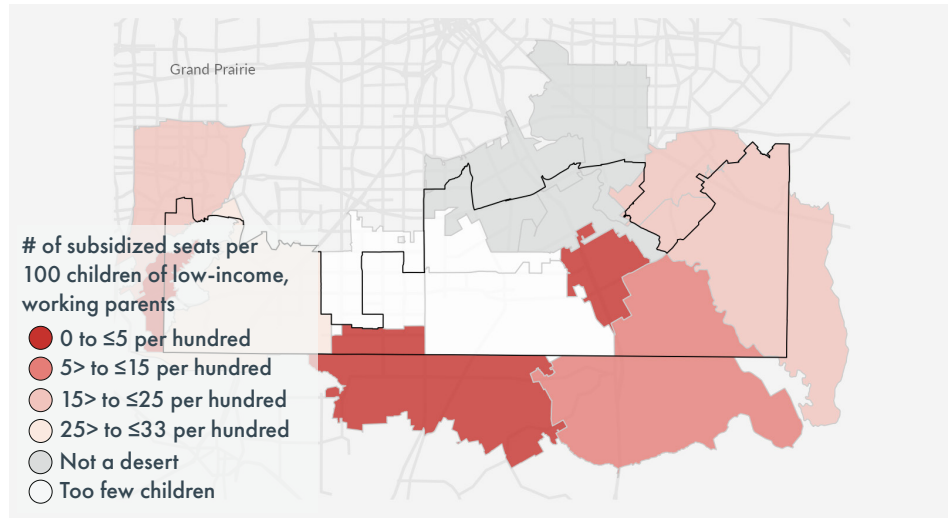 Grand Prairie
# of subsidized seats per
100 children of low-income,
working parents
0 to ≤5 per hundred
5> to ≤15 per hundred
15> to ≤25 per hundred
25> to ≤33 per hundred
Not a desert
Too few children